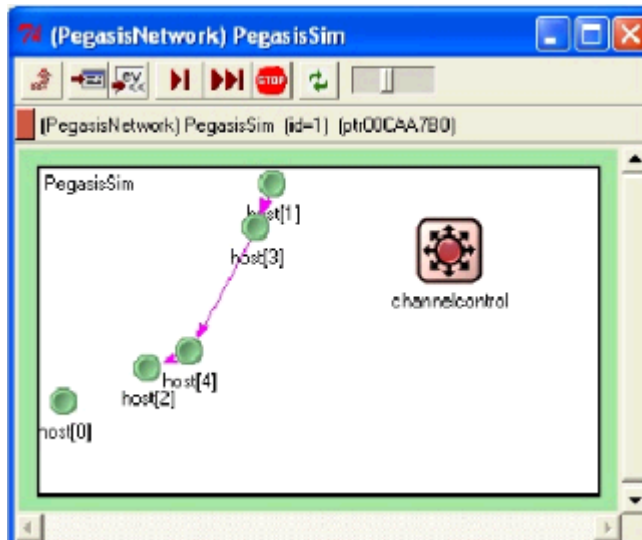 (PegasisNetwork) PegasisSim
STOP
(PegasisNetwork) PegasisSim (id=1) (ptr00CAA7B0)
PegasisSim
host[1]
host[3]
channelcontrol
host[4]
host[2]
host[0]